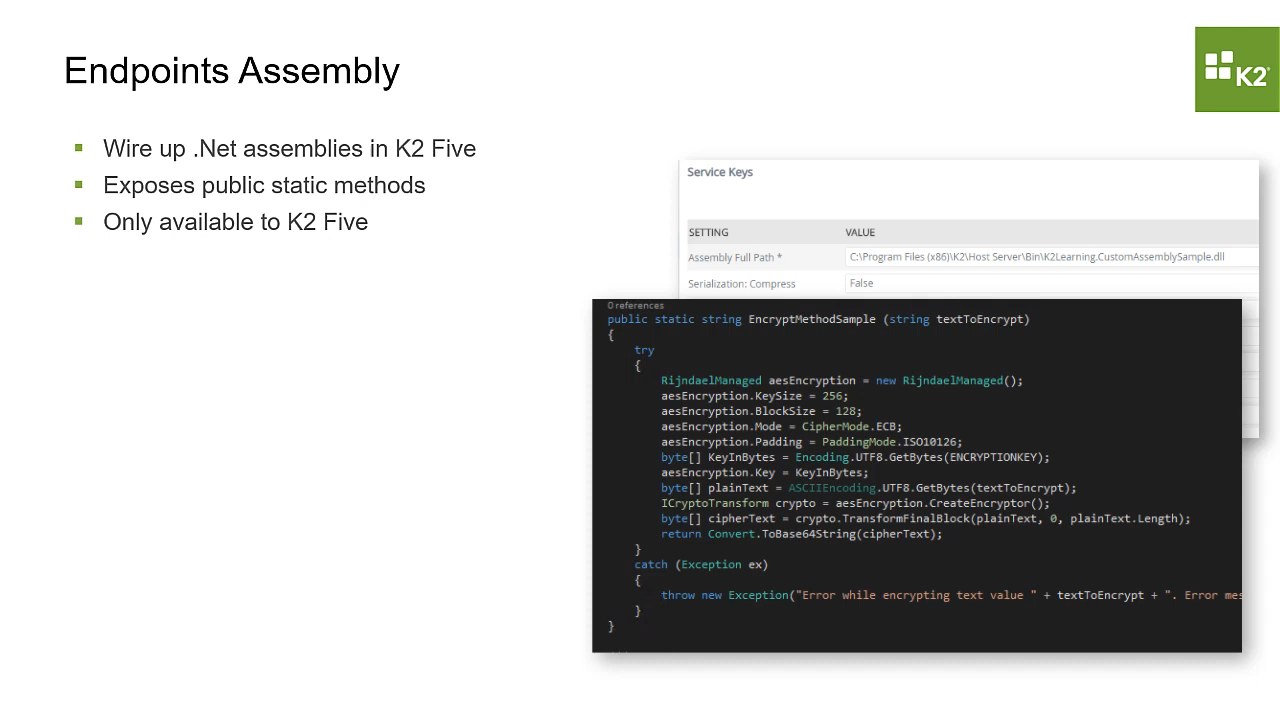 Endpoints Assembly
K2
Wire up .Net assemblies in K2 Five
Exposes public static methods
Only available to K2 Five
Service Keys
SETTING VALUE
Assembly Full Path * C:\Program Files (x86)\K2\Host Server\Bin\K2Learning.CustomAssemblySample.dll
Serialization: Compress False
0 references
public static string EncryptMethodSample (string textToEncrypt)
{
try
{
RijndaelManaged aesEncryption = new RijndaelManaged();
aesEncryption.KeySize = 256;
aesEncryption.BlockSize = 128;
aesEncryption.Mode = CipherMode.ECB;
aesEncryption.Padding = PaddingMode.ISO10126;
byte[] KeyInBytes = Encoding.UTF8.GetBytes(ENCRYPTIONKEY);
aesEncryption.Key = KeyInBytes;
byte[] plainText = ASCIIEncoding.UTF8.GetBytes(textToEncrypt);
ICryptoTransform crypto = aesEncryption.CreateEncryptor();
byte[] cipherText = crypto.TransformFinalBlock(plainText, 0, plainText.Length);
return Convert.ToBase64String(cipherText);
}
catch (Exception ex)
{
throw new Exception("Error while encrypting text value " + textToEncrypt + ". Error mes
}
}